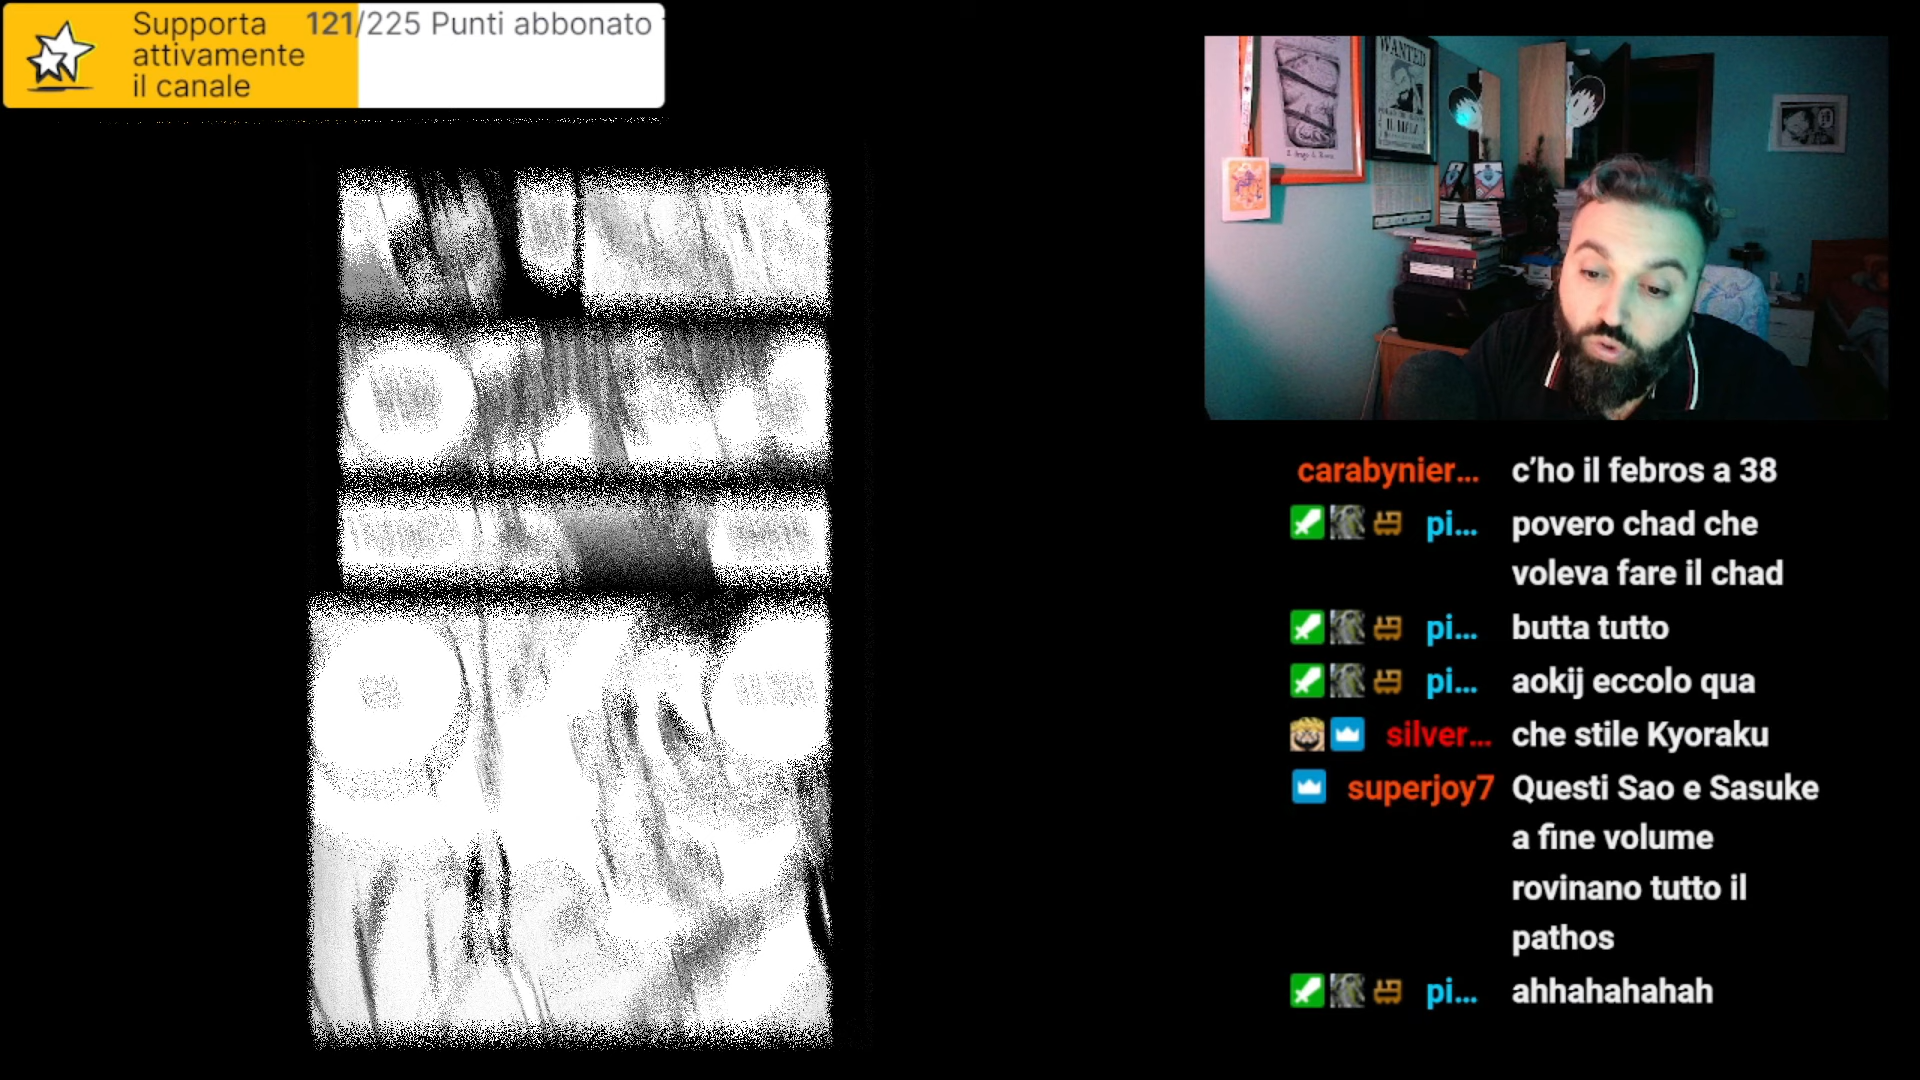 Supporta
attivamente
il canale
121/225 Punti abbonato
WANTED
carabynier... c’ho il febros a 38
pi... povero chad che
voleva fare il chad
pi... butta tutto
pi... aokij eccolo qua
silver... che stile Kyoraku
superjoy7 Questi Sao e Sasuke
a fine volume
rovinano tutto il
pathos
pi... ahhahahahah